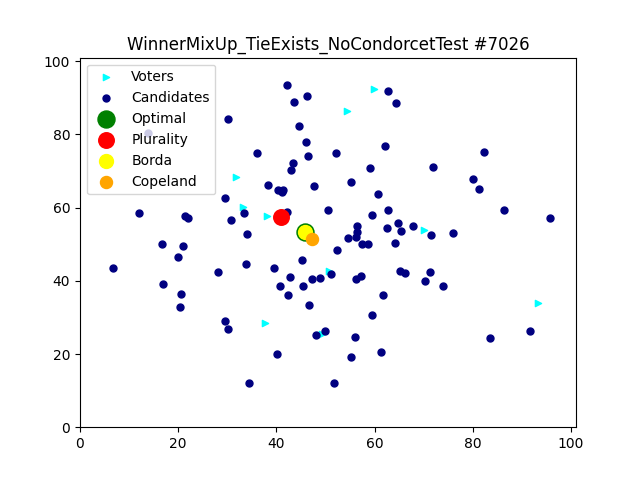 WinnerMixUp_TieExists_NoCondorcetTest #7026
100
80
60
40
20
0
Voters
Candidates
Optimal
Plurality
Borda
Copeland
0 20 40 60 80 100